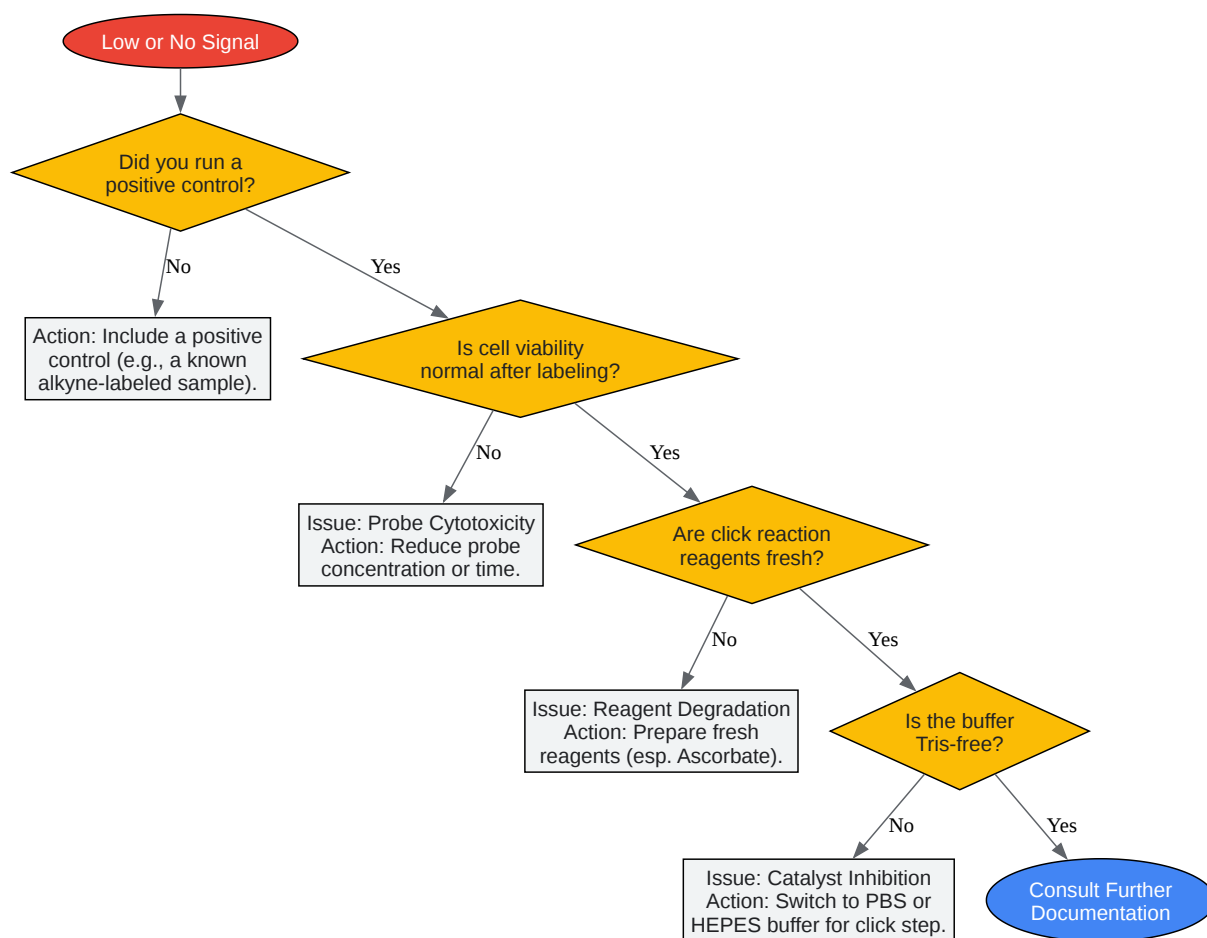 Low or No Signal
Did you run a
positive control?
No
Yes
Action: Include a positive
control (e.g., a known
alkyne-labeled sample).
Is cell viability
normal after labeling?
No
Yes
Issue: Probe Cytotoxicity
Action: Reduce probe
concentration or time.
Are click reaction
reagents fresh?
No
Yes
Issue: Reagent Degradation
Action: Prepare fresh
reagents (esp. Ascorbate).
Is the buffer
Tris-free?
No
Yes
Issue: Catalyst Inhibition
Action: Switch to PBS or
HEPES buffer for click step.
Consult Further
Documentation